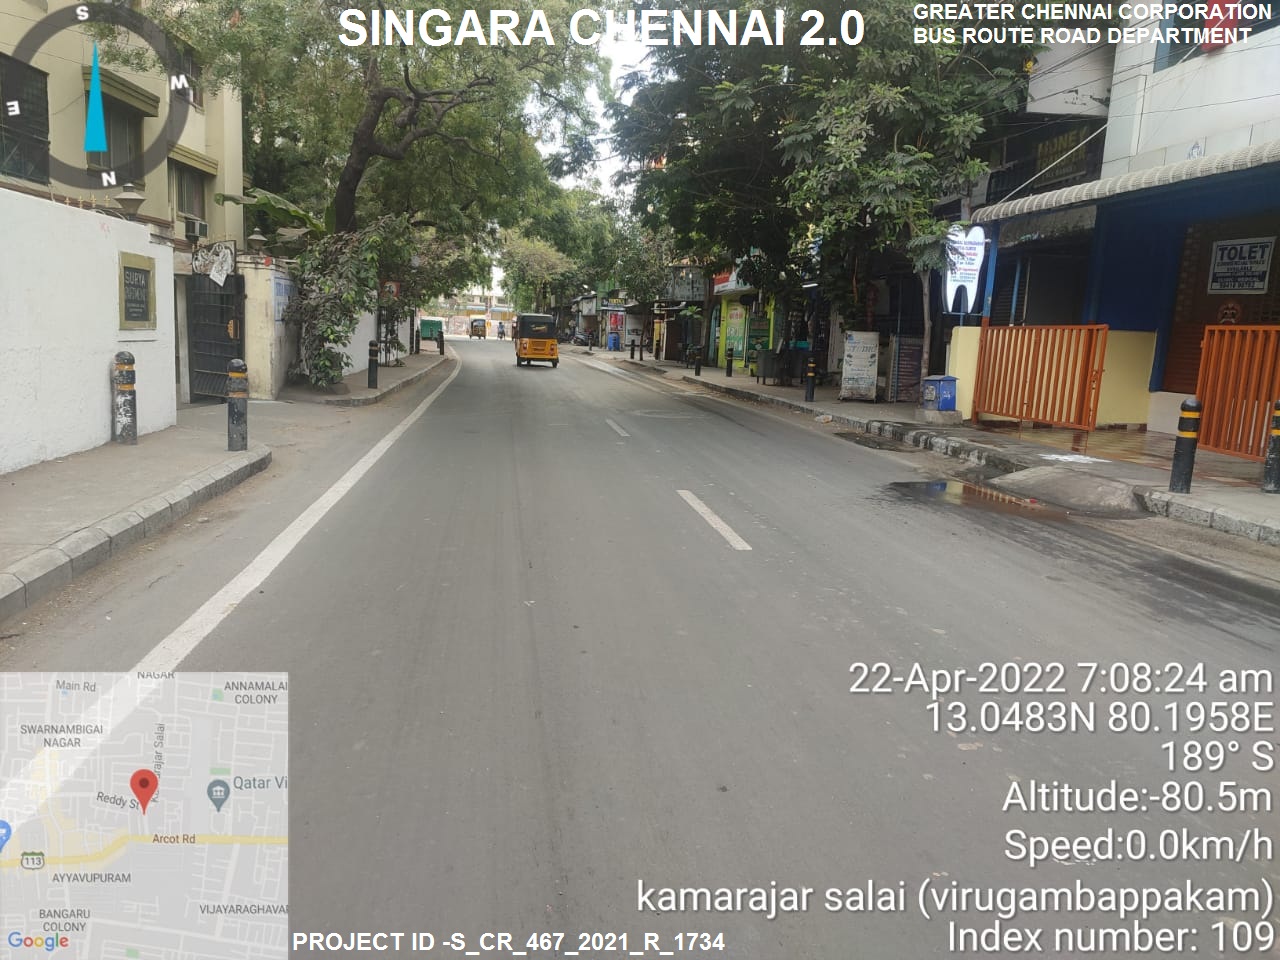 SINGARA CHENNAI 2.0
GREATER CHENNAI CORPORATION
BUS ROUTE ROAD DEPARTMENT
S
W
E
N
SURYA
HONEY
TOLET
22-Apr-2022 7:08:24 am
13.0483N 80.1958E
189° S
Altitude:-80.5m
Speed:0.0km/h
kamarajar salai (virugambappakam)
Index number: 109
PROJECT ID -S_CR_467_2021_R_1734
NAGAR
Main Rd
ANNAMALAI
COLONY
SWARNAMBIGAI
NAGAR
rajar Salai
Reddy St
Qatar Vi
Arcot Rd
113
AYYAVUPURAM
BANGARU
COLONY
VIJAYARAGHAVA
Google